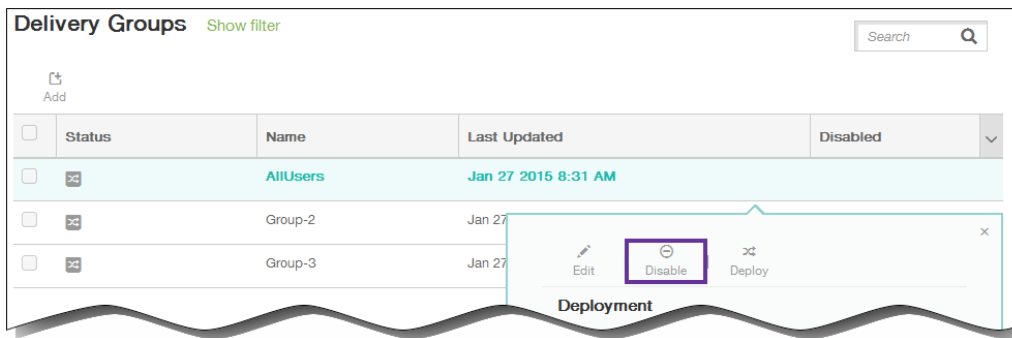 Delivery Groups Show filter
Search
Add
Status Name Last Updated Disabled
AllUsers Jan 27 2015 8:31 AM
Group-2 Jan 27
Group-3 Jan 27
Edit Disable Deploy
Deployment